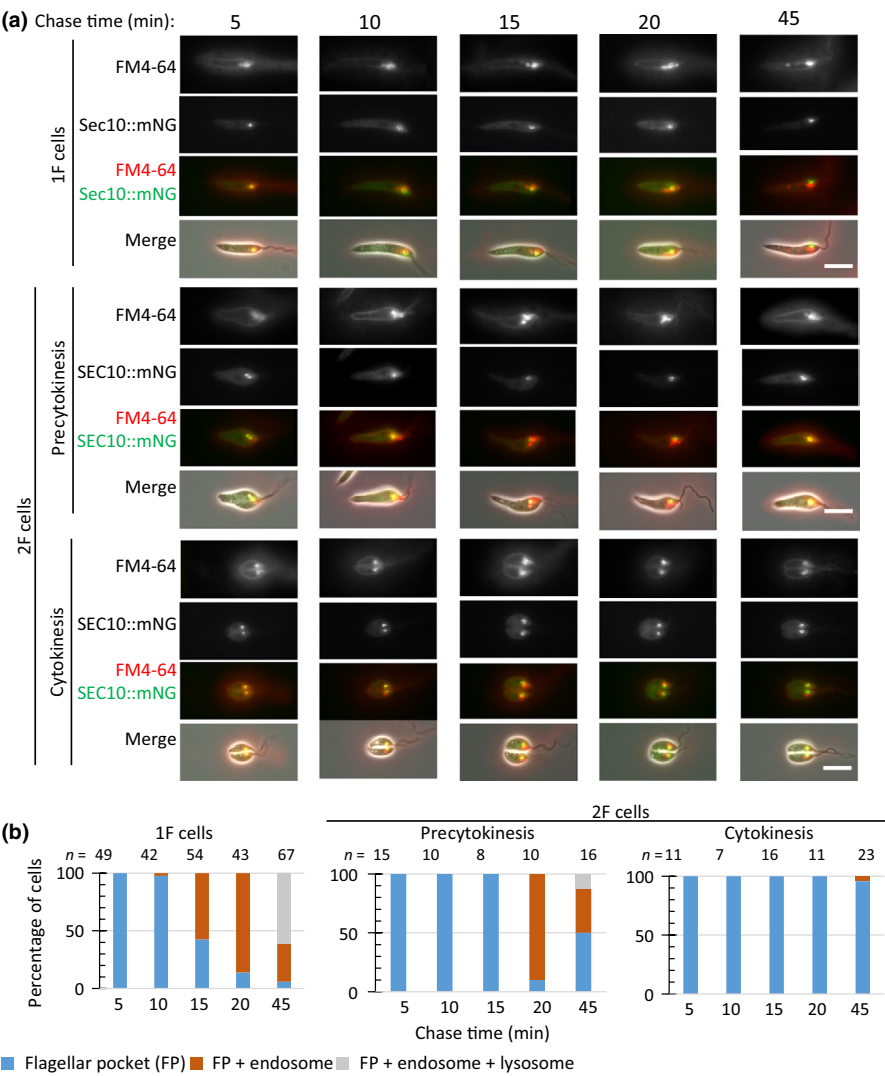 (a) Chase time (min): 5 10 15 20 45
1F cells
FM4-64
Sec10::mNG
FM4-64
Sec10::mNG
Merge
2F cells
Precytokinesis
FM4-64
SEC10::mNG
FM4-64
SEC10::mNG
Merge
Cytokinesis
FM4-64
SEC10::mNG
FM4-64
SEC10::mNG
Merge
(b)
2F cells
1F cells Precytokinesis Cytokinesis
n = 49 42 54 43 67 n = 15 10 8 10 16 n = 11 7 16 11 23
Percentage of cells
100 50 0
5 10 15 20 45
100 50 0
5 10 15 20 45
100 50 0
5 10 15 20 45
Chase time (min)
Flagellar pocket (FP) FP + endosome FP + endosome + lysosome